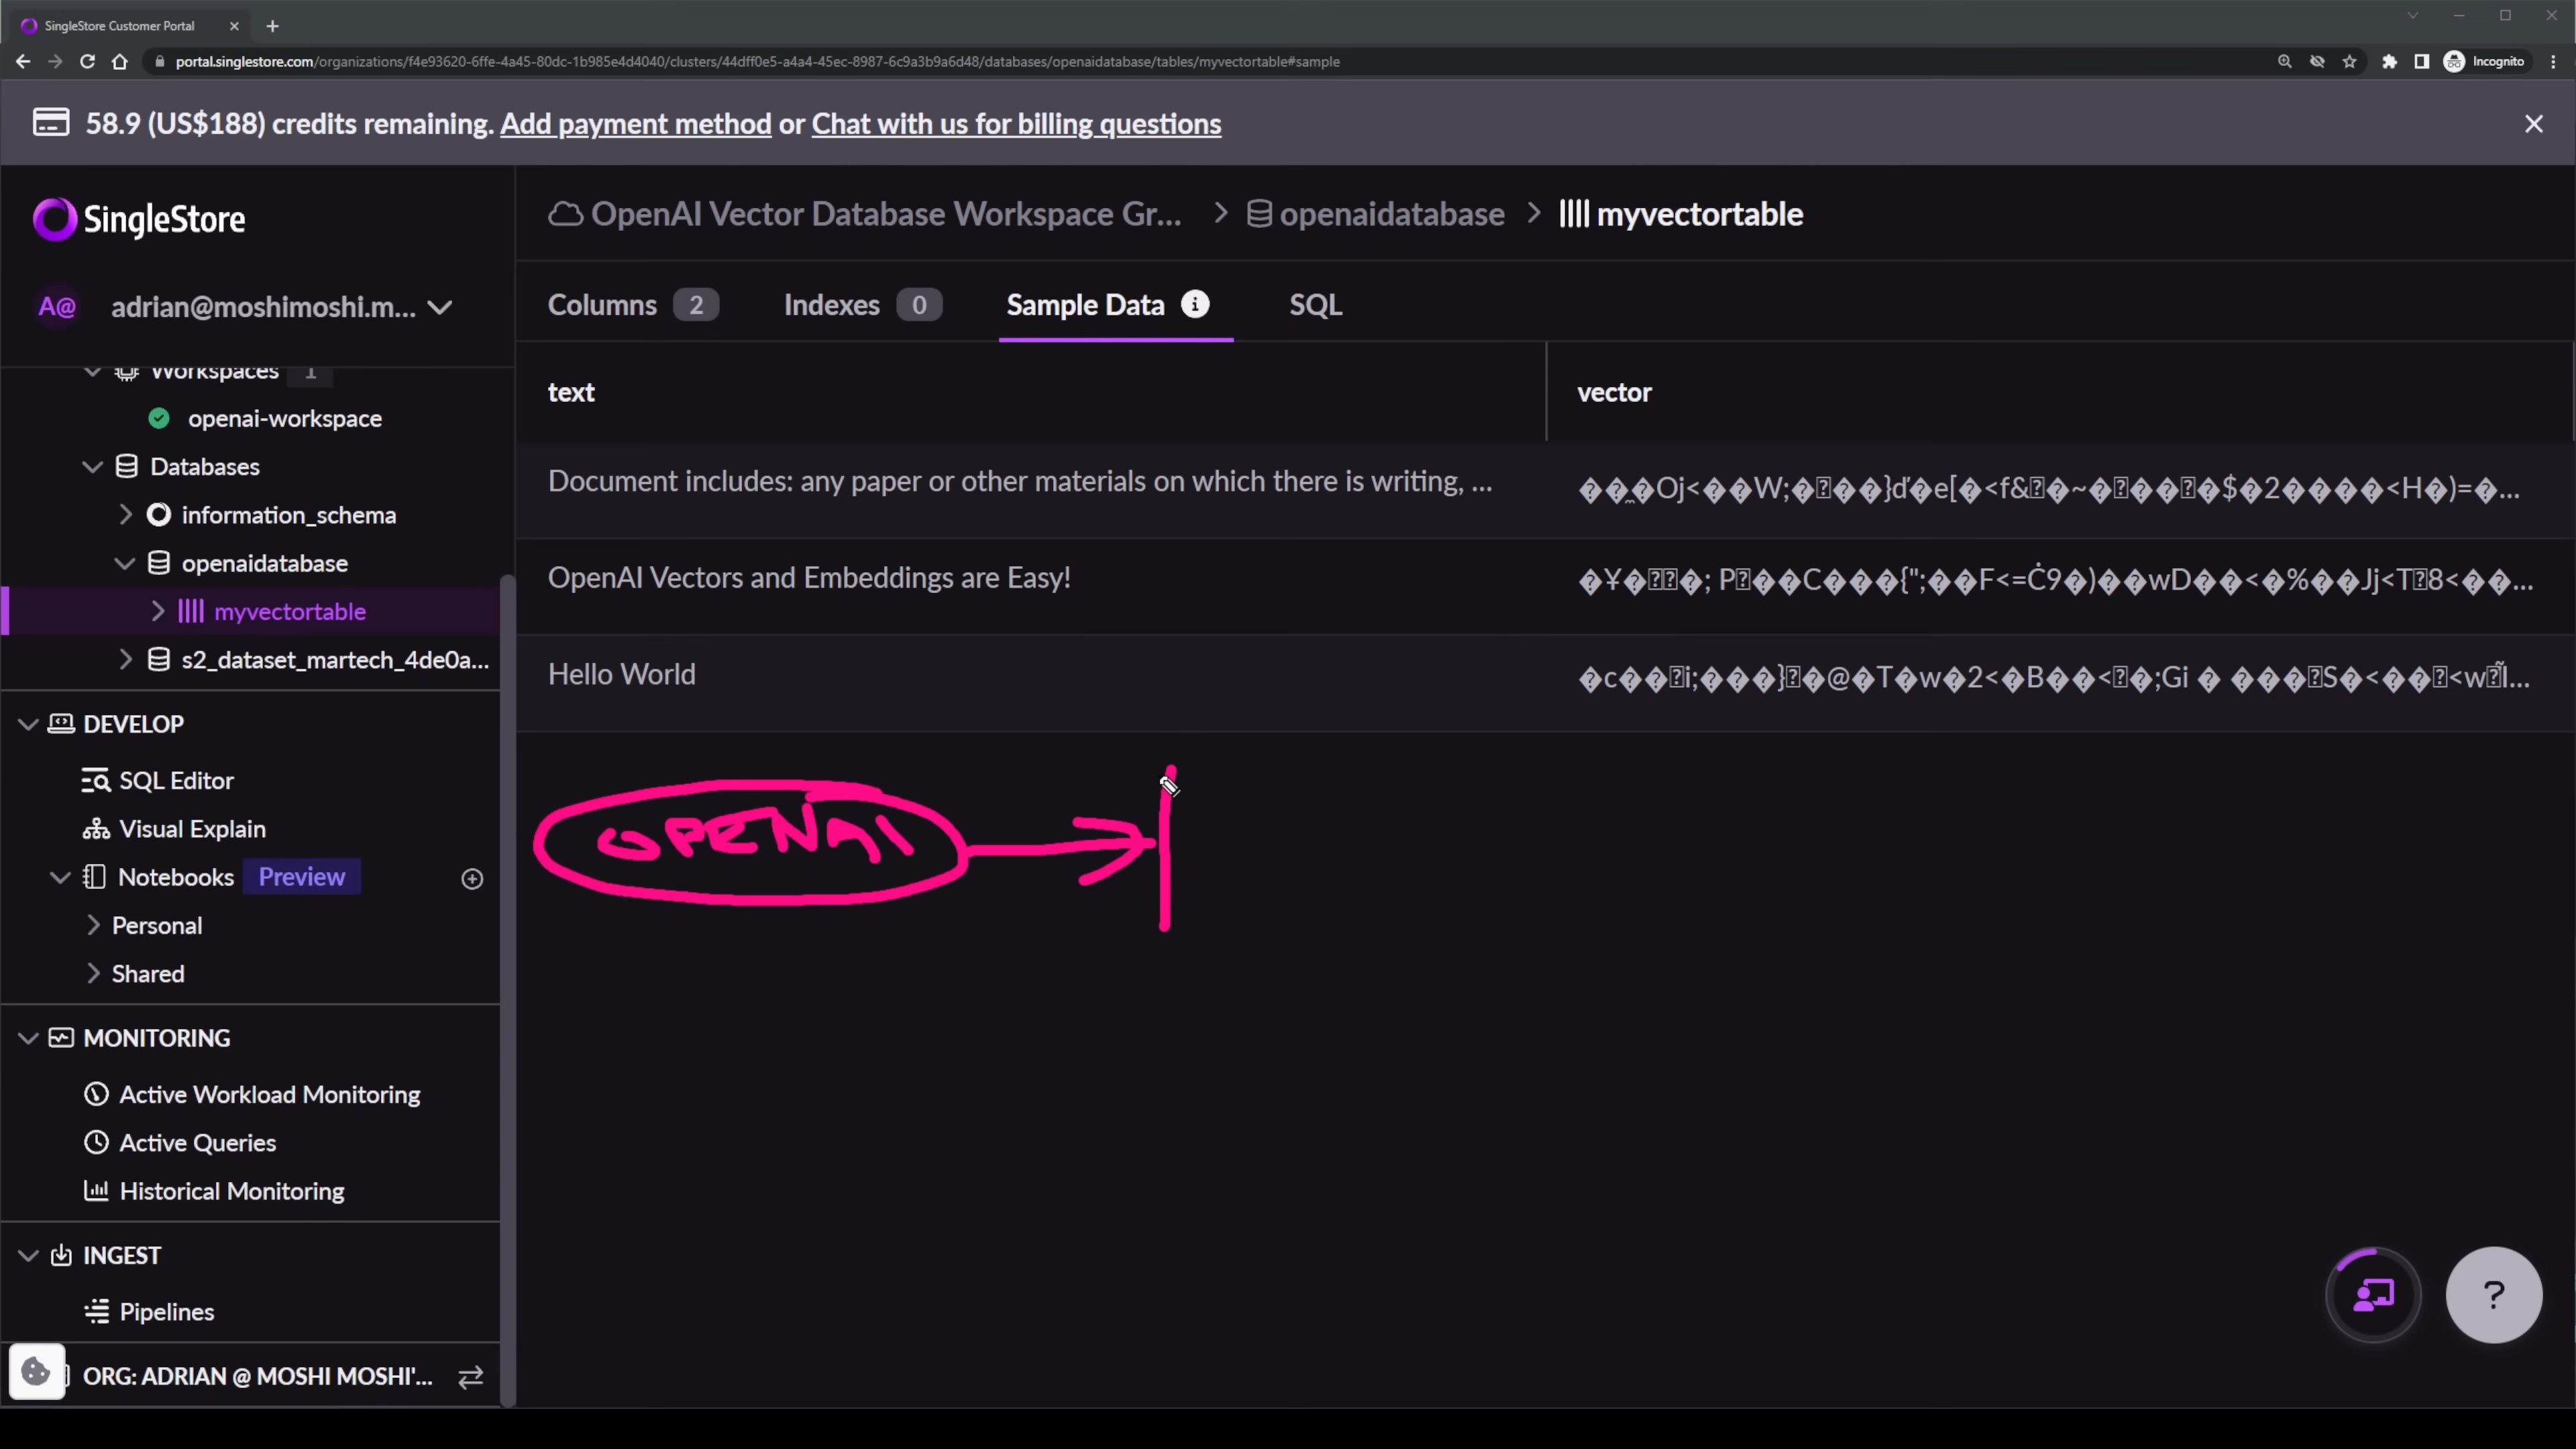 SingleStore Customer Portal
portal.singlestore.com/organizations/f4e93620-6ffe-4a45-80dc-1b985e4d4040/clusters/44dff0e5-a4a4-45ec-8987-6c9a3b9a6d48/databases/openaidatabase/tables/myvectortable#sample
Incognito
58.9 (US$188) credits remaining. Add payment method or Chat with us for billing questions
SingleStore
OpenAI Vector Database Workspace Gr... > openaidatabase > myvectortable
A@ adrian@moshimoshi.m...
Columns 2 Indexes 0 Sample Data i SQL
Workspaces 1
openai-workspace
Databases
information_schema
openaidatabase
myvectortable
s2_dataset_martech_4de0a...
text vector
Document includes: any paper or other materials on which there is writing, ...
OpenAI Vectors and Embeddings are Easy!
Hello World
OPENAI
DEVELOP
SQL Editor
Visual Explain
Notebooks Preview
Personal
Shared
MONITORING
Active Workload Monitoring
Active Queries
Historical Monitoring
INGEST
Pipelines
ORG: ADRIAN @ MOSHI MOSHI'...
?